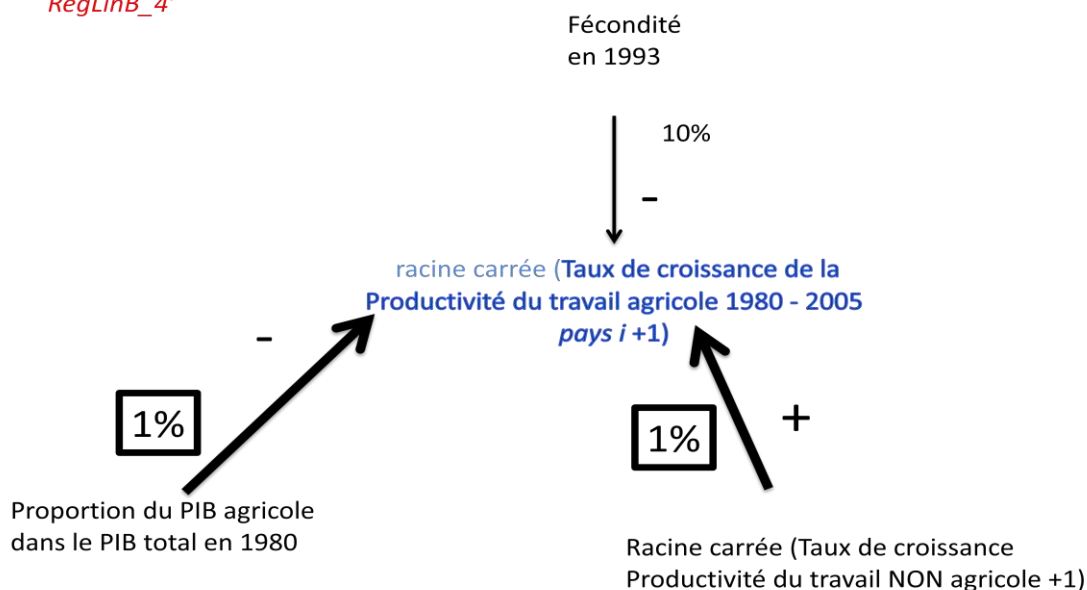 RegLinB_4'
Fécondité
en 1993
10%
-
racine carrée (Taux de croissance de la
Productivité du travail agricole 1980 - 2005
pays i +1)
-
1%
1%
+
Proportion du PIB agricole
dans le PIB total en 1980
Racine carrée (Taux de croissance
Productivité du travail NON agricole +1)